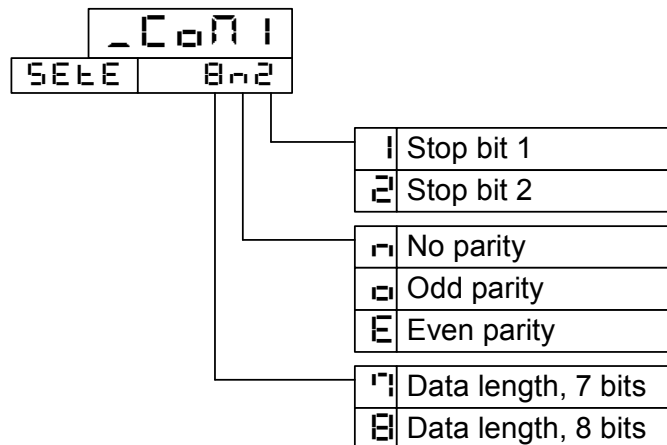 _CoM1
SEtE 8n2
1 Stop bit 1
2 Stop bit 2
n No parity
o Odd parity
E Even parity
7 Data length, 7 bits
8 Data length, 8 bits